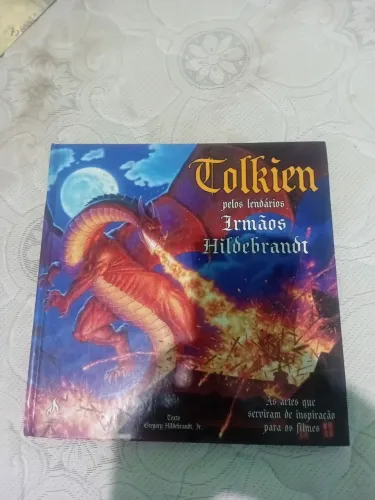 Tolkien
pelos lendários
Irmãos
Hildebrandt
As artes que
serviram de inspiração
para os filmes
Texto
Gregory Hildebrandt, Jr.